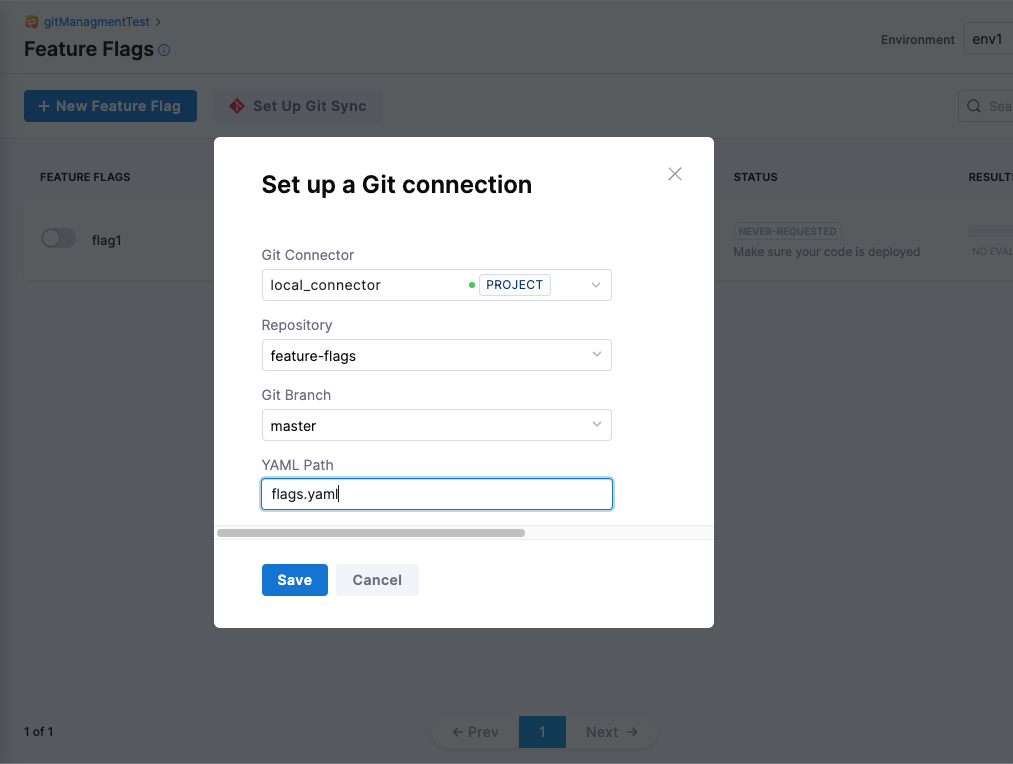 gitManagmentTest >
Feature Flags
Environment env1
+ New Feature Flag
Set Up Git Sync
Sea
FEATURE FLAGS
STATUS
RESULTS
flag1
NEVER-REQUESTED
Make sure your code is deployed
NO EVAL
Set up a Git connection
Git Connector
local_connector PROJECT
Repository
feature-flags
Git Branch
master
YAML Path
flags.yaml
Save
Cancel
1 of 1
← Prev
1
Next →